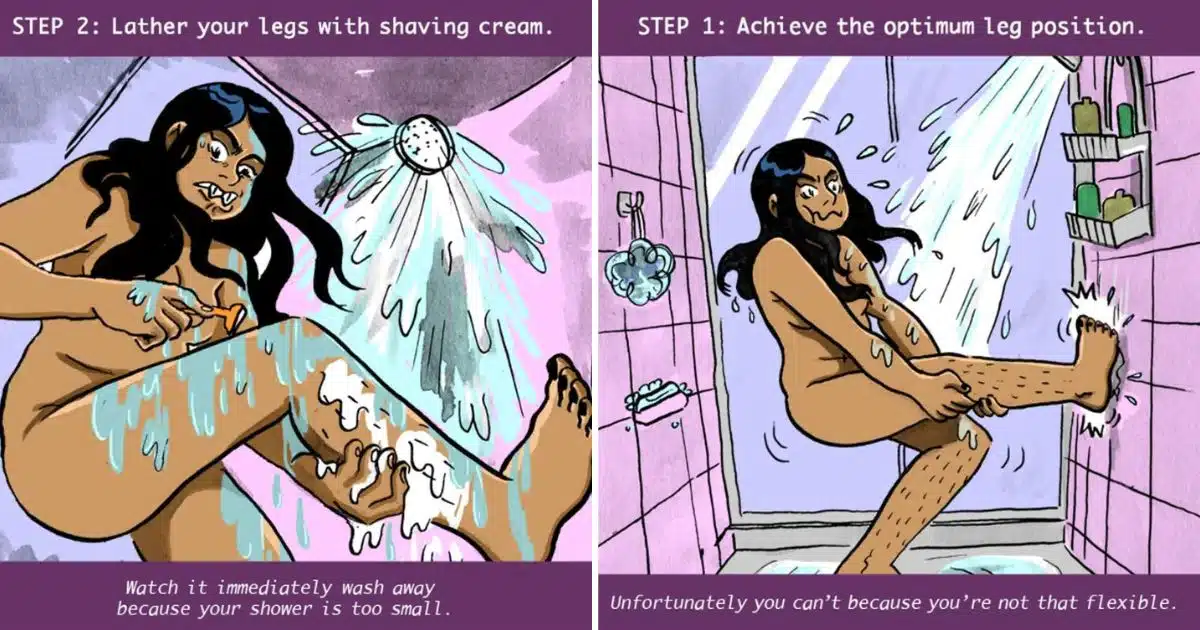 STEP 2: Lather your legs with shaving cream.
Watch it immediately wash away
because your shower is too small.
STEP 1: Achieve the optimum leg position.
Unfortunately you can't because you're not that flexible.